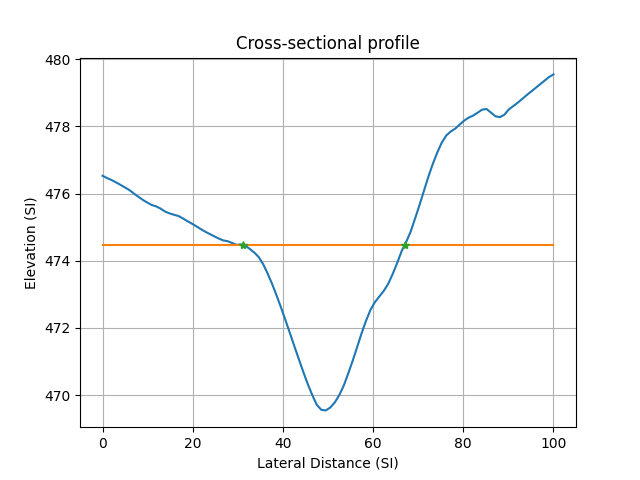 Cross-sectional profile
Elevation (SI)
480
478
476
474
472
470
0 20 40 60 80 100
Lateral Distance (SI)